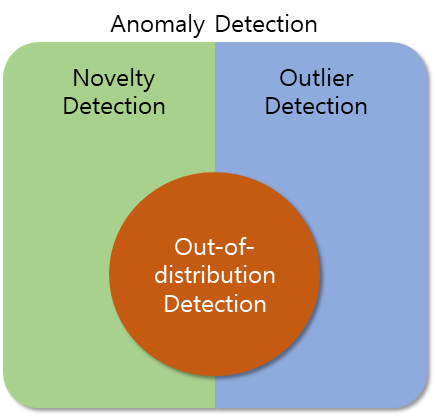 Anomaly Detection
Novelty
Detection
Outlier
Detection
Out-of-
distribution
Detection